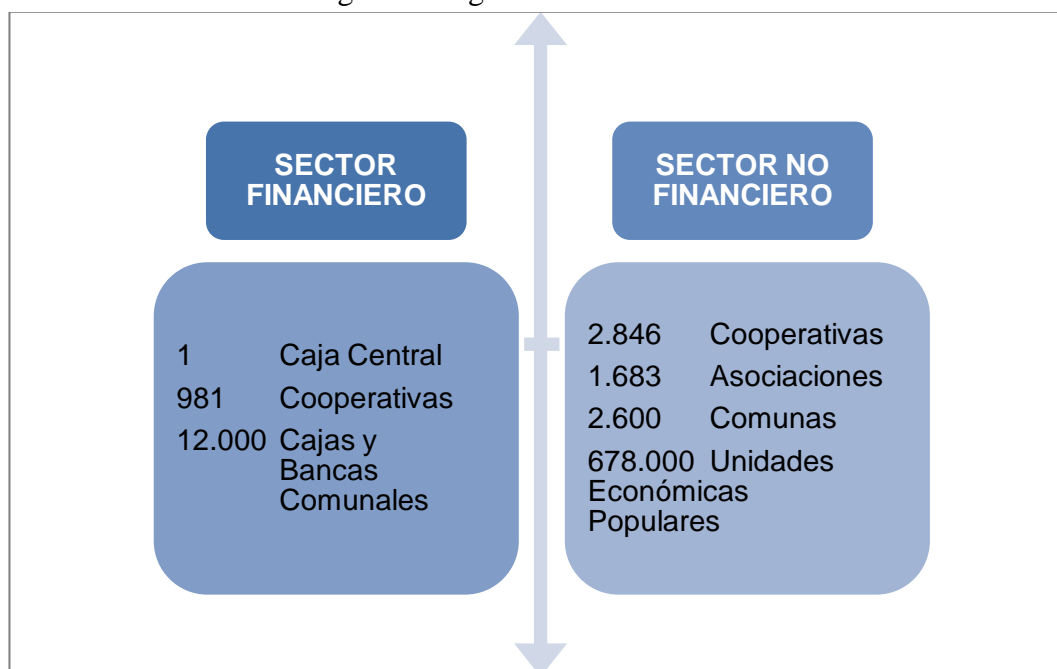 SECTOR
FINANCIERO
1 Caja Central
981 Cooperativas
12.000 Cajas y
Bancas
Comunales
SECTOR NO
FINANCIERO
2.846 Cooperativas
1.683 Asociaciones
2.600 Comunas
678.000 Unidades
Económicas
Populares